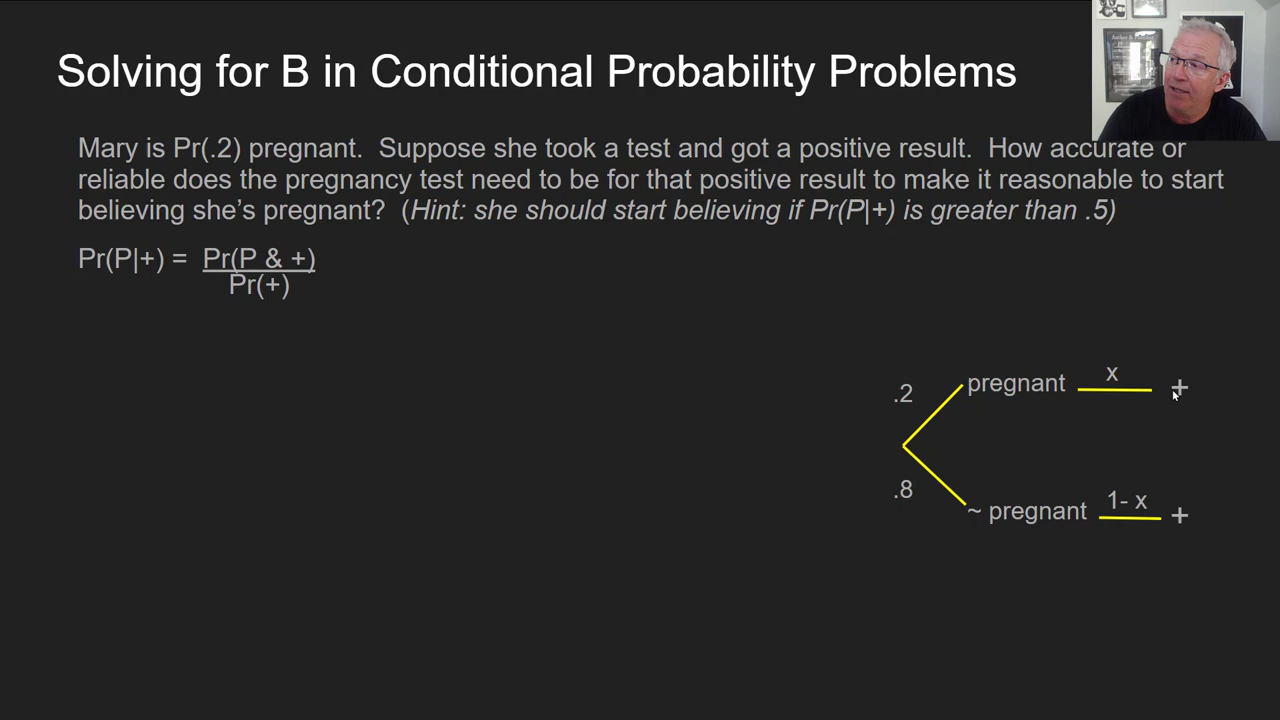 Solving for B in Conditional Probability Problems
Mary is Pr(.2) pregnant.  Suppose she took a test and got a positive result.  How accurate or
reliable does the pregnancy test need to be for that positive result to make it reasonable to start
believing she’s pregnant?  (Hint: she should start believing if Pr(P|+) is greater than .5)
Pr(P|+) =  Pr(P & +)
Pr(+)
x
.2 pregnant +
.8
1- x
~ pregnant +